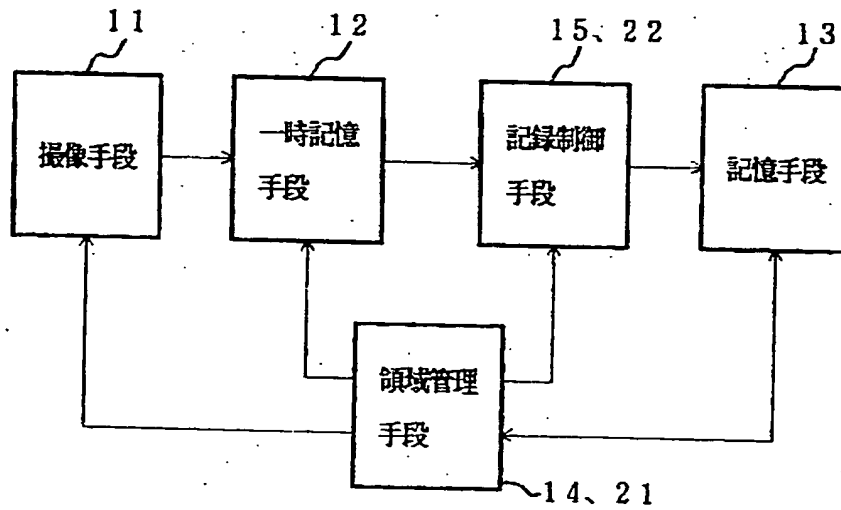 11
12
15、22
13
撮像手段
一時記憶
手段
記録制御
手段
記憶手段
領域管理
手段
14、21